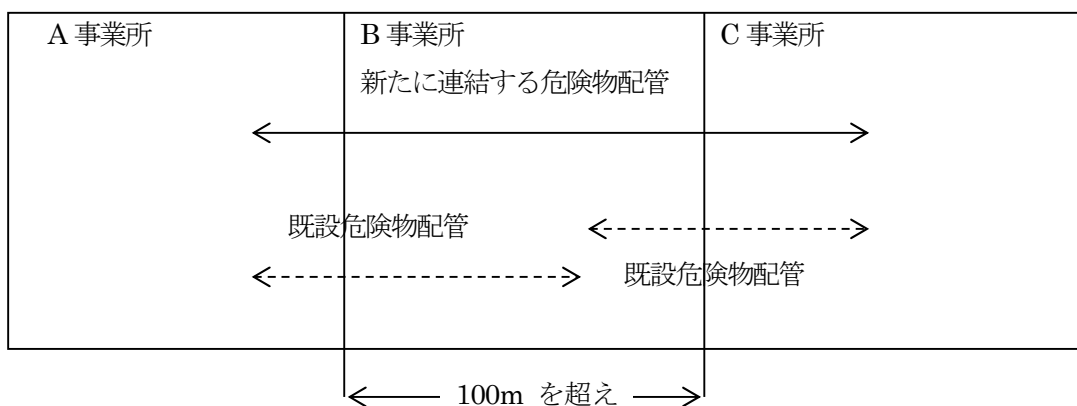 A 事業所
B 事業所
C 事業所
新たに連結する危険物配管
既設危険物配管
既設危険物配管
100m を超え